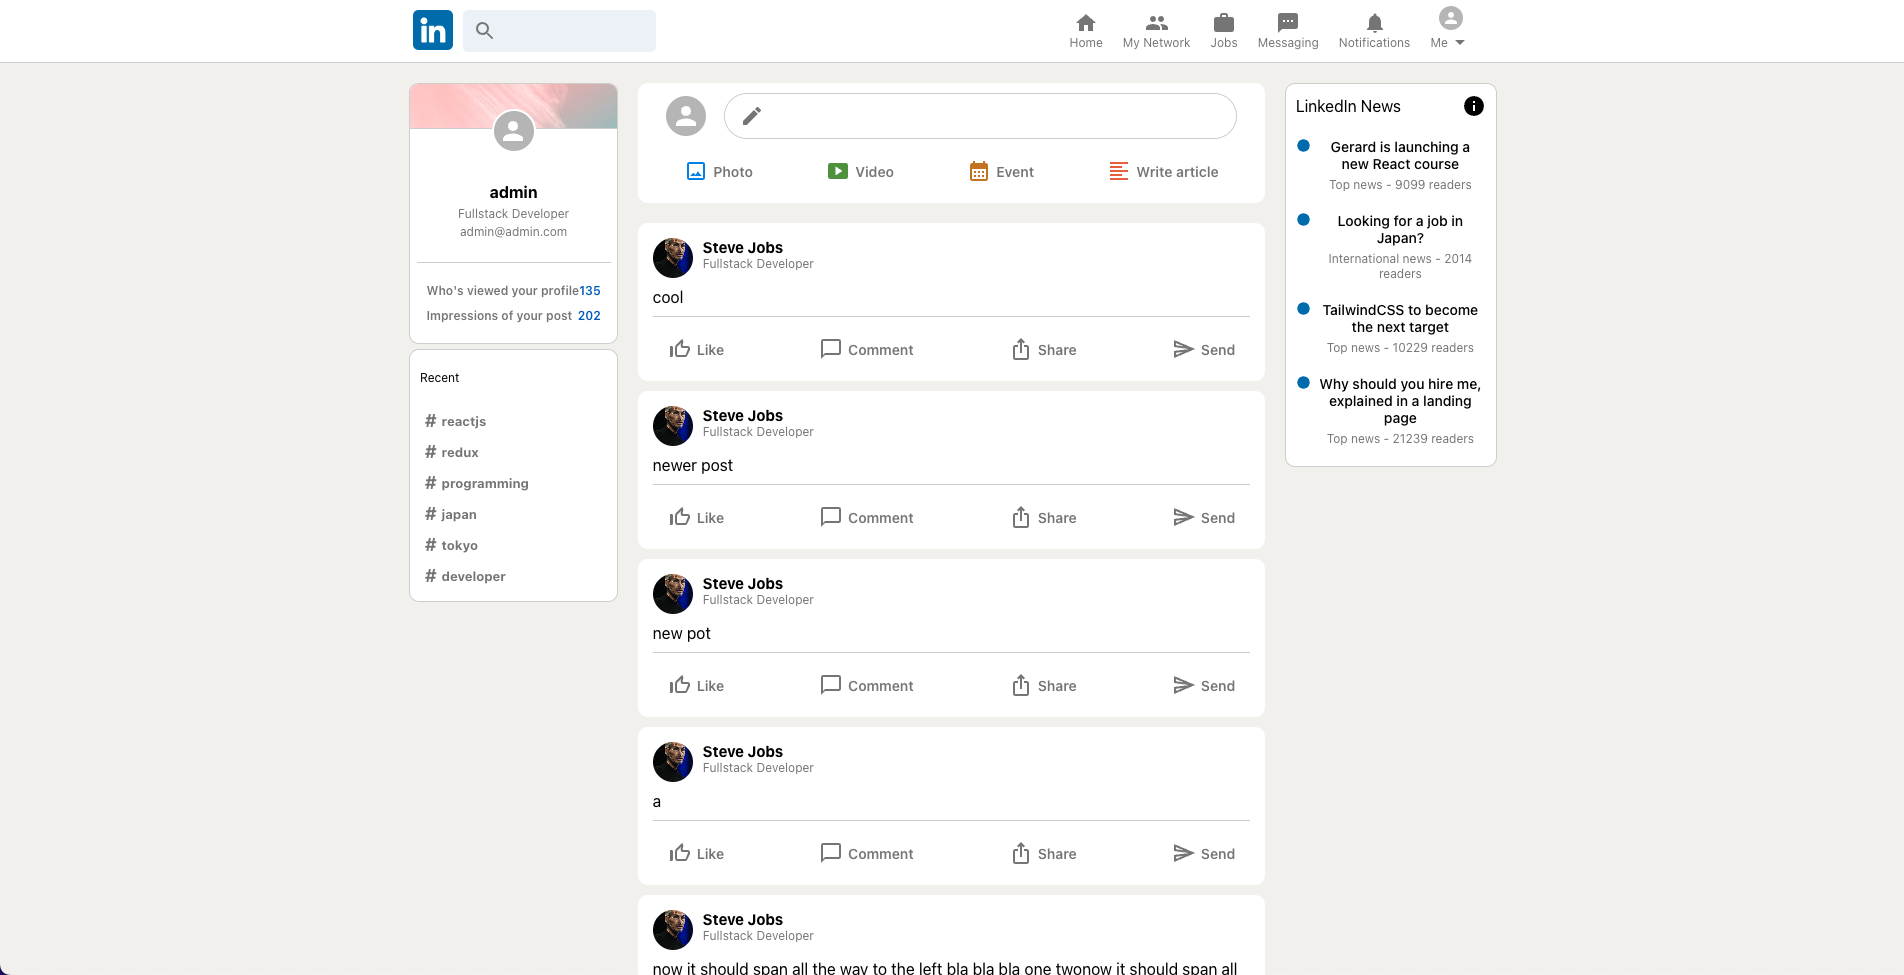 in
Home
My Network
Jobs
Messaging
Notifications
Me
admin
Fullstack Developer
admin@admin.com
Who's viewed your profile135
Impressions of your post 202
Recent
# reactjs
# redux
# programming
# japan
# tokyo
# developer
Photo
Video
Event
Write article
Steve Jobs
Fullstack Developer
cool
Like
Comment
Share
Send
Steve Jobs
Fullstack Developer
newer post
Like
Comment
Share
Send
Steve Jobs
Fullstack Developer
new pot
Like
Comment
Share
Send
Steve Jobs
Fullstack Developer
a
Like
Comment
Share
Send
Steve Jobs
Fullstack Developer
now it should span all the way to the left bla bla bla one twonow it should span all
LinkedIn News
Gerard is launching a
new React course
Top news - 9099 readers
Looking for a job in
Japan?
International news - 2014
readers
TailwindCSS to become
the next target
Top news - 10229 readers
Why should you hire me,
explained in a landing
page
Top news - 21239 readers